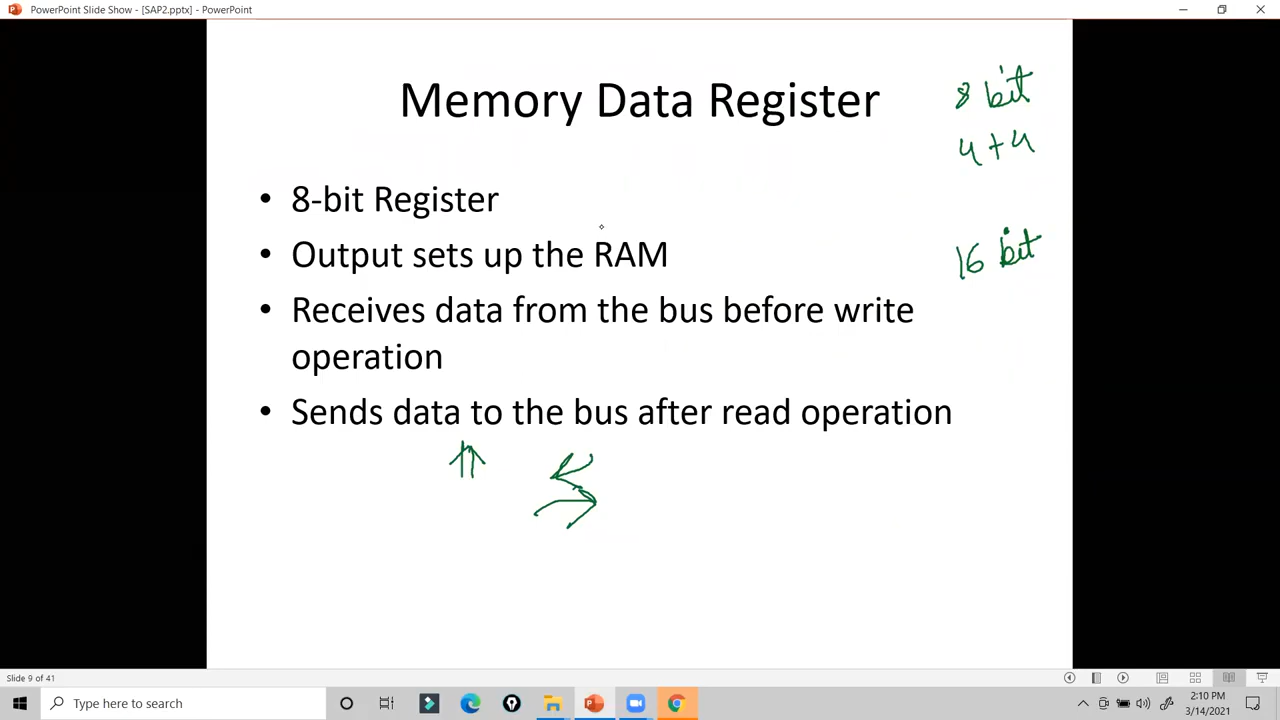 PowerPoint Slide Show - [SAP2.pptx] - PowerPoint
Memory Data Register
8 bit
4+4
• 8-bit Register
• Output sets up the RAM
16 bit
• Receives data from the bus before write
operation
• Sends data to the bus after read operation
Slide 9 of 41
Type here to search
2:10 PM
3/14/2021